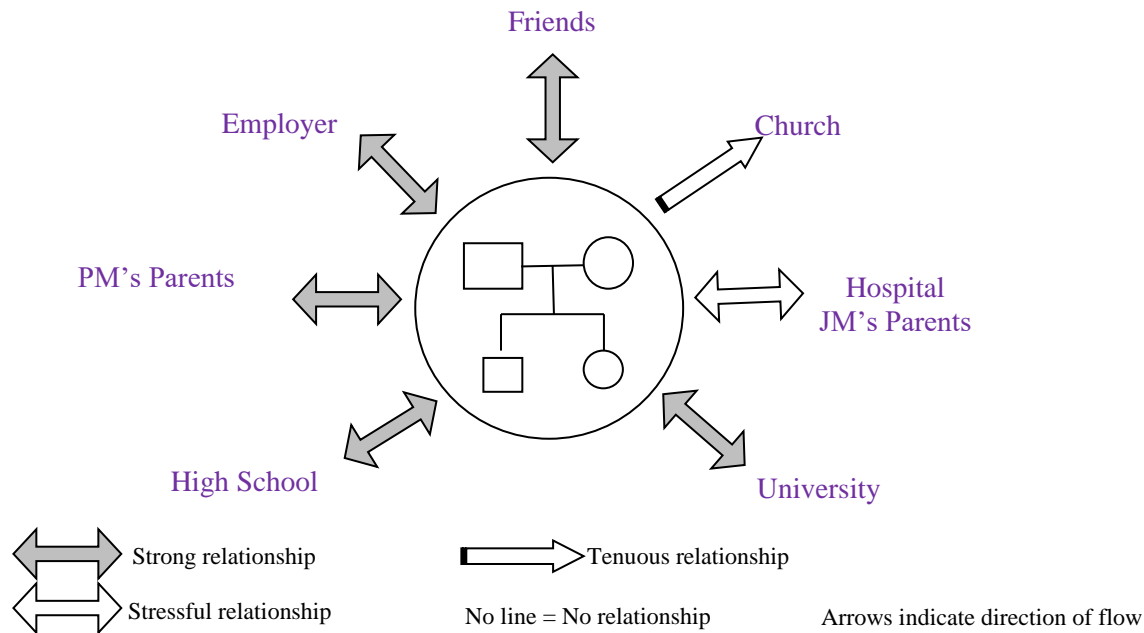 Friends
Employer
Church
PM's Parents
Hospital
JM's Parents
High School
University
Strong relationship
Tenuous relationship
Stressful relationship
No line = No relationship
Arrows indicate direction of flow